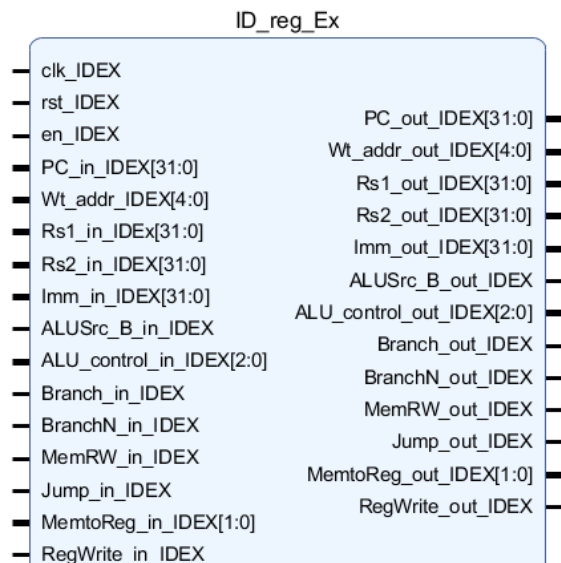 ID_reg_Ex
clk_IDEX
rst_IDEX
en_IDEX
PC_in_IDEX[31:0]
Wt_addr_IDEX[4:0]
Rs1_in_IDEx[31:0]
Rs2_in_IDEX[31:0]
Imm_in_IDEX[31:0]
ALUSrc_B_in_IDEX
ALU_control_in_IDEX[2:0]
Branch_in_IDEX
BranchN_in_IDEX
MemRW_in_IDEX
Jump_in_IDEX
MemtoReg_in_IDEX[1:0]
RegWrite_in_IDEX
PC_out_IDEX[31:0]
Wt_addr_out_IDEX[4:0]
Rs1_out_IDEX[31:0]
Rs2_out_IDEX[31:0]
Imm_out_IDEX[31:0]
ALUSrc_B_out_IDEX
ALU_control_out_IDEX[2:0]
Branch_out_IDEX
BranchN_out_IDEX
MemRW_out_IDEX
Jump_out_IDEX
MemtoReg_out_IDEX[1:0]
RegWrite_out_IDEX